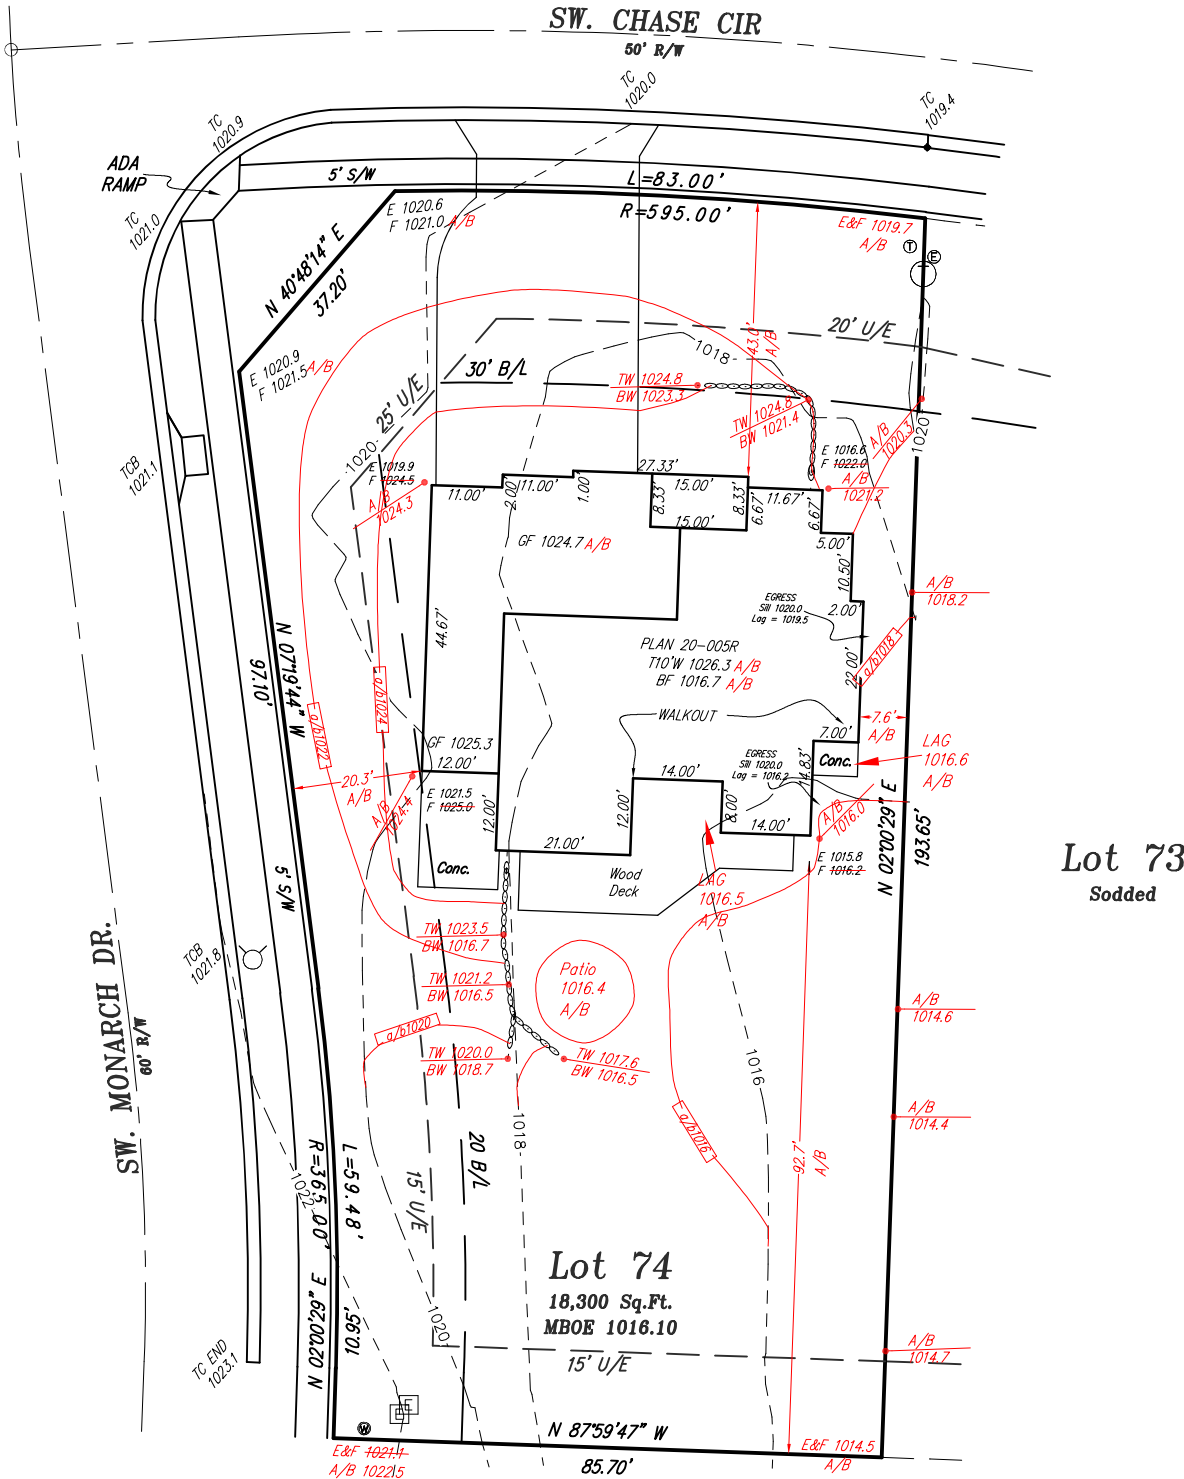 SW. CHASE CIR
50' R/W
TC
1020.0
TC
1019.4
TC
1020.9
ADA
RAMP
5' S/W
L=83.00'
R=595.00'
TC
1021.0
E 1020.6
F 1021.0 A/B
E&F 1019.7
A/B
T
E
N 40°48'14" E
37.20'
E 1020.9
F 1021.5 A/B
20' U/E
43.0'
A/B
1018
30' B/L
25' U/E
TW 1024.8
BW 1023.3
TW 1024.8
BW 1021.4
A/B
1020.3
1020
1020
TCB
1021.1
E 1019.9
F 1024.5
A/B
1024.3
E 1016.6
F 1022.0
A/B
1021.2
27.33'
11.00'
2.00'
11.00'
1.00'
8.33'
15.00'
15.00'
8.33'
6.67'
11.67'
6.67'
5.00'
10.50'
2.00'
GF 1024.7 A/B
EGRESS
Sill 1020.0
Lag = 1019.5
A/B
1018.2
44.67'
PLAN 20-005R
T10'W 1026.3 A/B
BF 1016.7 A/B
22.00'
a/b1018
N 07°19'44" W
97.10'
a/b1022
a/b1024
WALKOUT
7.6'
A/B
7.00'
LAG
1016.6
A/B
GF 1025.3
12.00'
EGRESS
Sill 1020.0
Lag = 1016.2
14.83'
Conc.
20.3'
A/B
A/B
1024.4
E 1021.5
F 1025.0
12.00'
14.00'
12.00'
8.00'
14.00'
21.00'
A/B
1016.0
E 1015.8
F 1016.2
N 02°00'29" E
193.65'
Lot 73
Sodded
Conc.
Wood
Deck
LAG
1016.5
A/B
5' S/W
TCB
1021.8
TW 1023.5
BW 1016.7
TW 1021.2
BW 1016.5
Patio
1016.4
A/B
A/B
1014.6
a/b1020
TW 1020.0
BW 1018.7
TW 1017.6
BW 1016.5
SW. MONARCH DR.
60' R/W
1018
1016
a/b1016
A/B
1014.4
92.7'
A/B
L=59.48'
R=365.00'
1022
20 B/L
15' U/E
Lot 74
18,300 Sq.Ft.
MBOE 1016.10
1020
15' U/E
A/B
1014.7
TC END
1023.1
N 02°00'29" E
10.95'
E
E
W
N 87°59'47" W
85.70'
E&F 1021.1
A/B 1022.5
E&F 1014.5
A/B